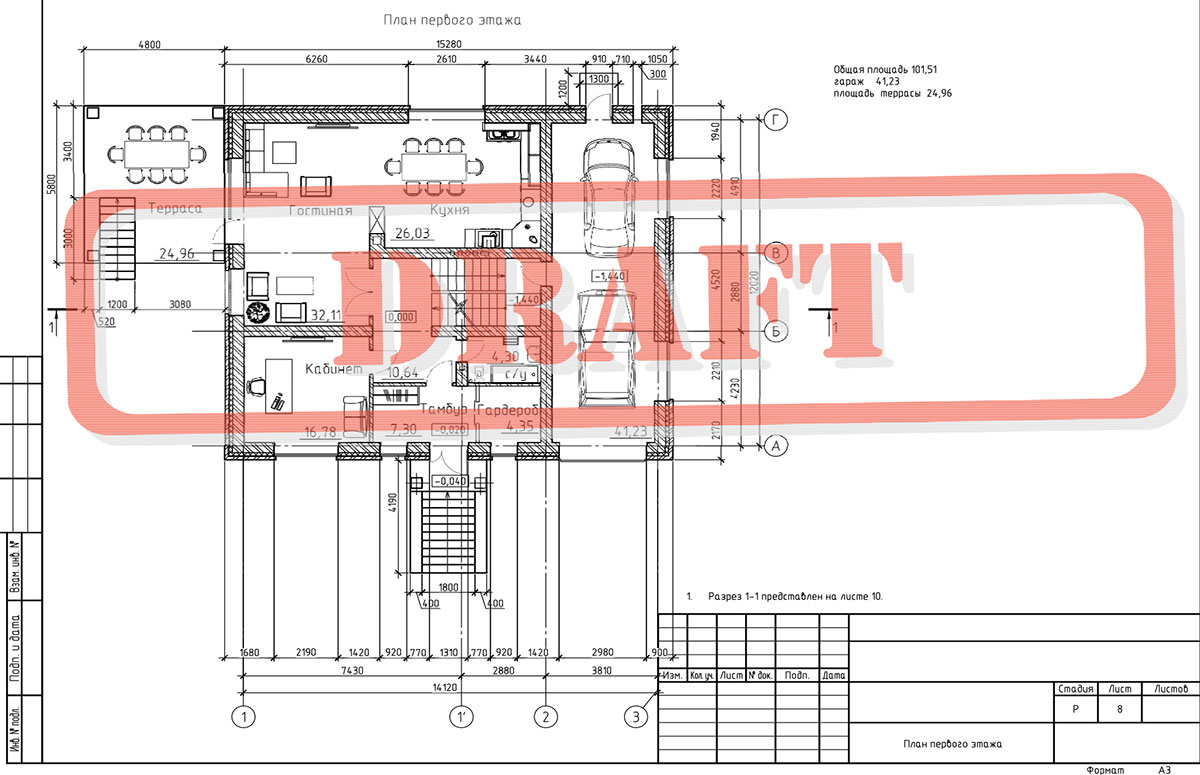 План первого этажа
4800
15280
6260
2610
3440
910
710
1050
300
1200
1300
Общая площадь 101,51
гараж 41,23
площадь террасы 24,96
Г
1940
3400
5800
2220
4910
Терраса
Гостиная
Кухня
3000
24,96
26,03
В
DRAFT
-1,440
4520
2880
12020
-1,440
1200
3080
520
1
32,11
0,000
1
Б
4,30
Кабинет
10,64
с/у
2210
4230
Тамбур
Гардероб
16,78
7,30
-0,020
4,35
41,23
2170
А
4190
-0,040
1800
400
400
1. Разрез 1-1 представлен на листе 10.
1680
2190
1420
920
770
1310
770
920
1420
2980
900
7430
2880
3810
14120
1
1'
2
3
Взам. инв. №
Подп. и дата
Инв. № подл.
Изм.
Кол.уч.
Лист
№ док.
Подп.
Дата
Стадия
Лист
Листов
Р
8
План первого этажа
Формат А3